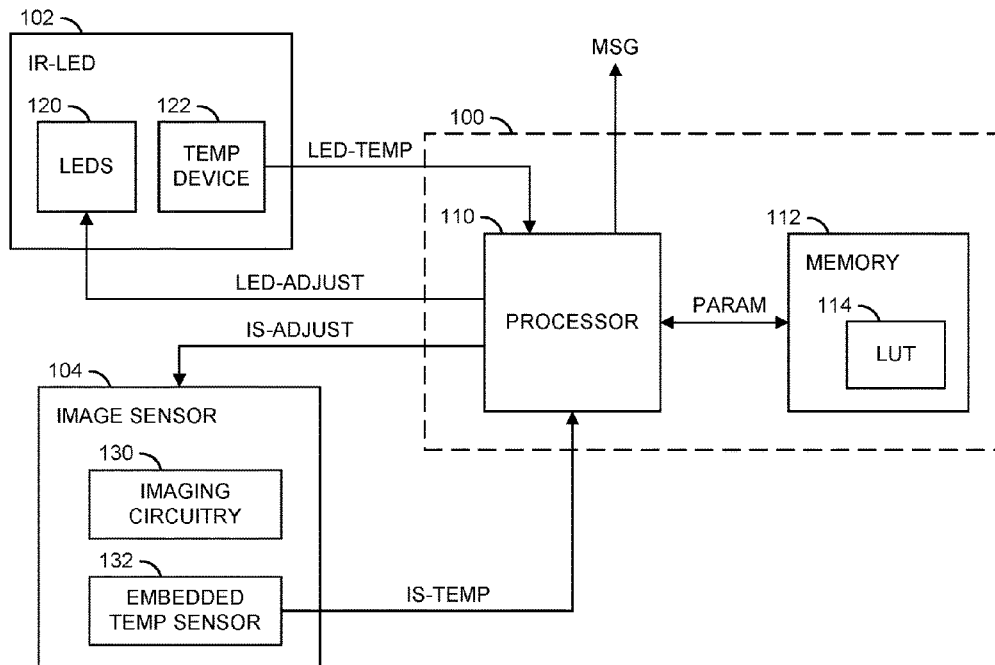 102
IR-LED
MSG
120
122
100
LEDS
TEMP
DEVICE
LED-TEMP
110
112
MEMORY
LED-ADJUST
PARAM
114
PROCESSOR
LUT
IS-ADJUST
104
IMAGE SENSOR
130
IMAGING
CIRCUITRY
132
EMBEDDED
TEMP SENSOR
IS-TEMP